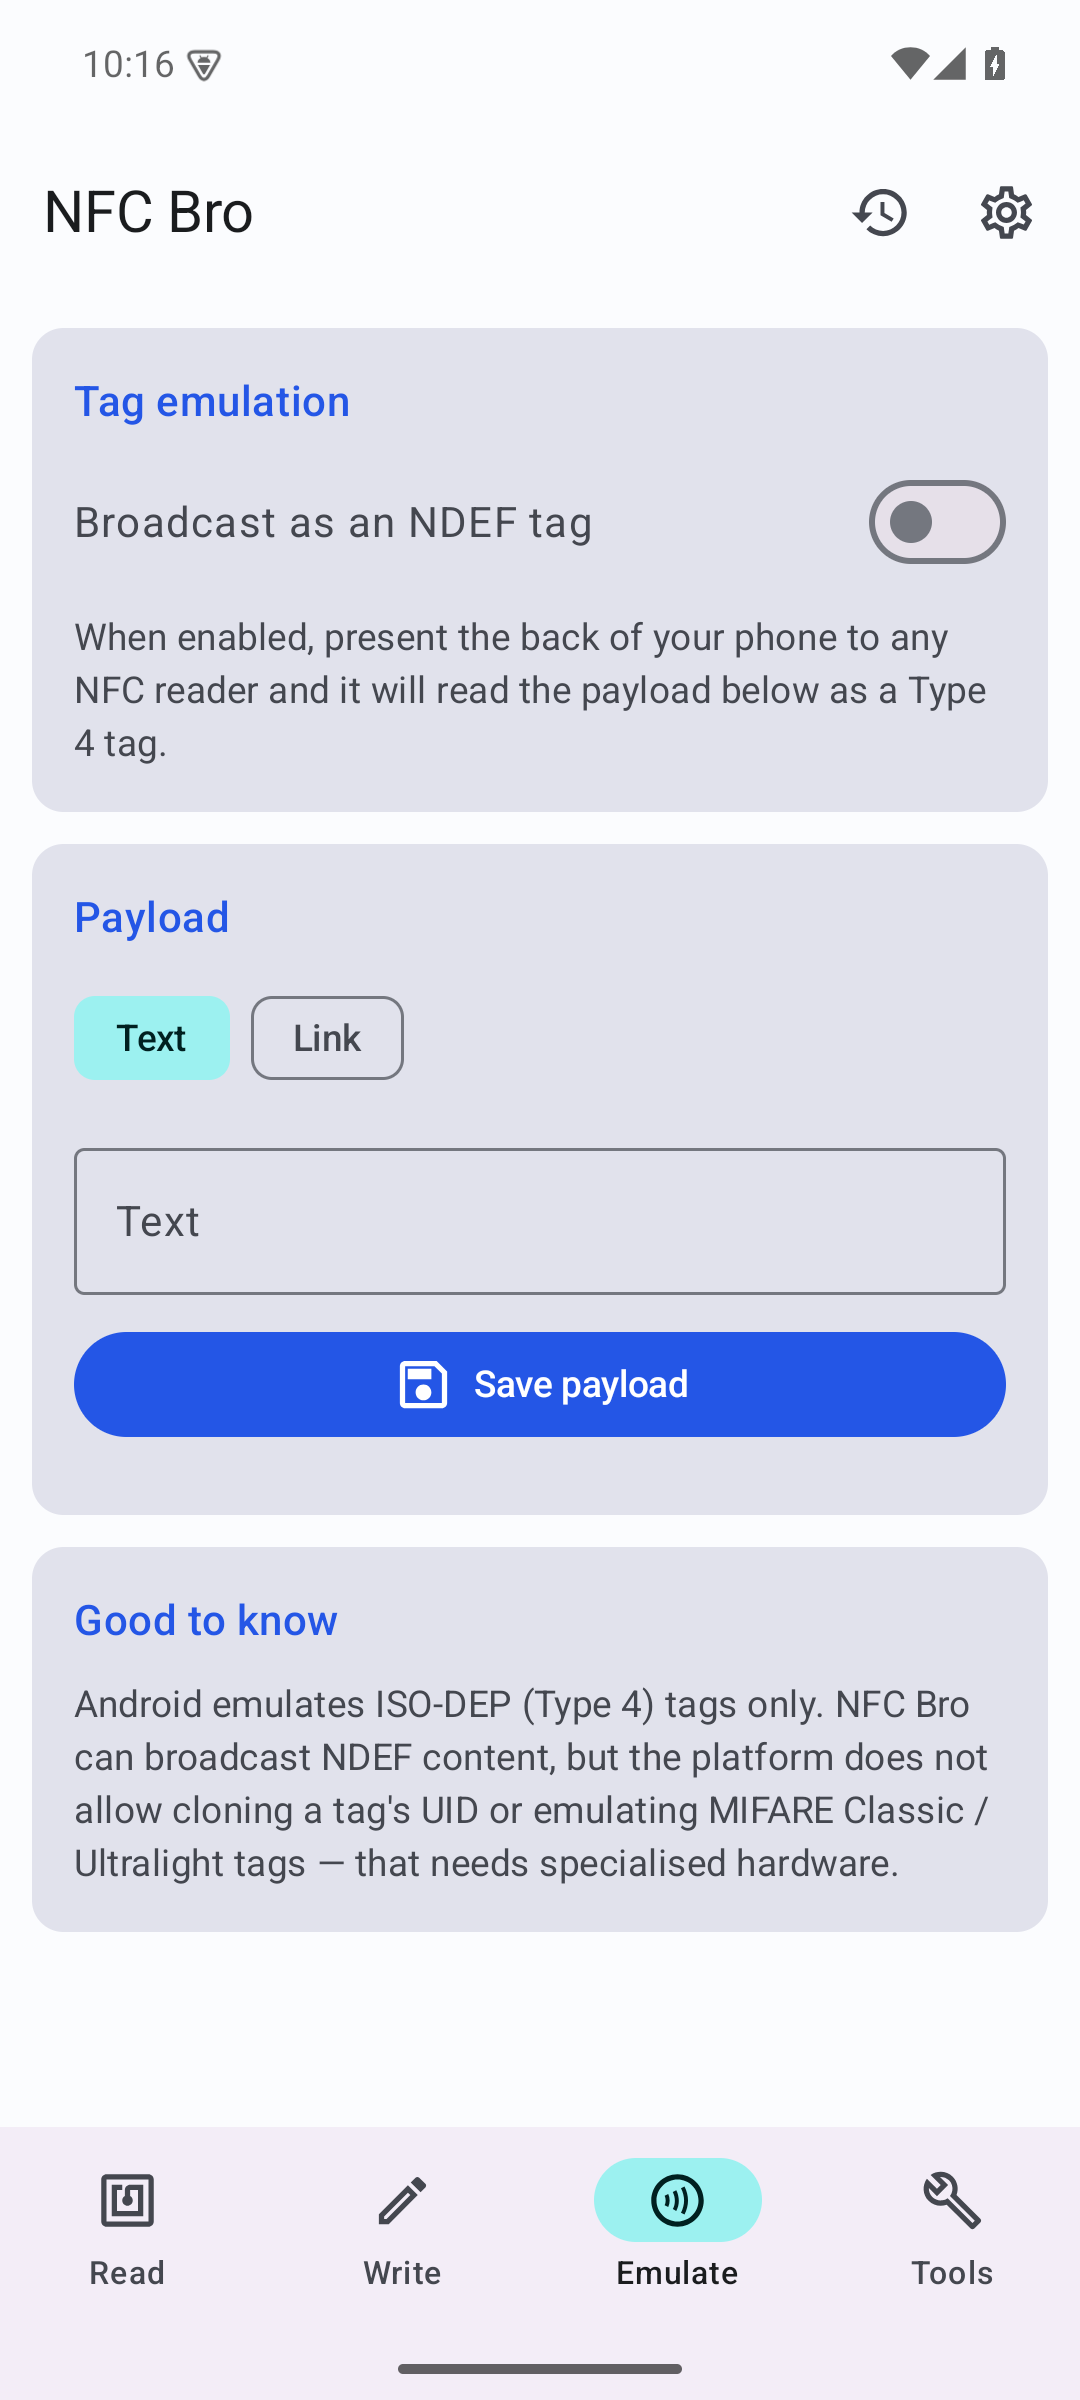 10:16
NFC Bro
Tag emulation
Broadcast as an NDEF tag
When enabled, present the back of your phone to any
NFC reader and it will read the payload below as a Type
4 tag.
Payload
Text
Link
Text
Save payload
Good to know
Android emulates ISO-DEP (Type 4) tags only. NFC Bro
can broadcast NDEF content, but the platform does not
allow cloning a tag's UID or emulating MIFARE Classic /
Ultralight tags — that needs specialised hardware.
Read
Write
Emulate
Tools